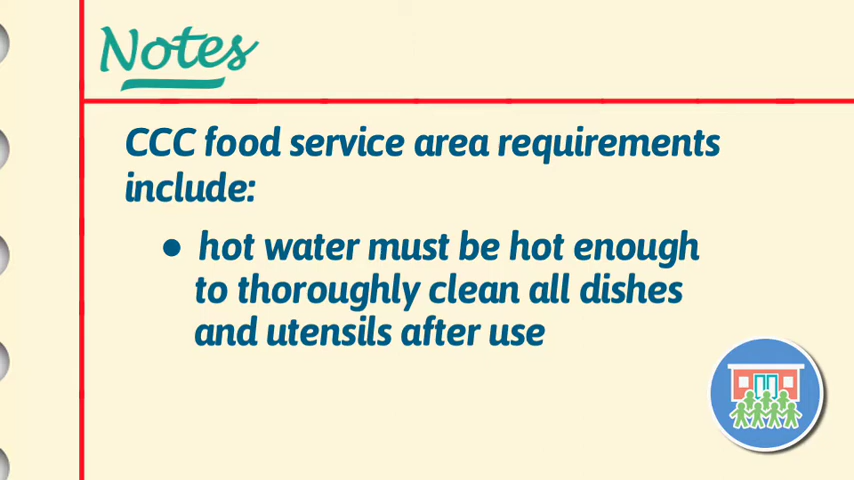 Notes
CCC food service area requirements
include:
● hot water must be hot enough
to thoroughly clean all dishes
and utensils after use